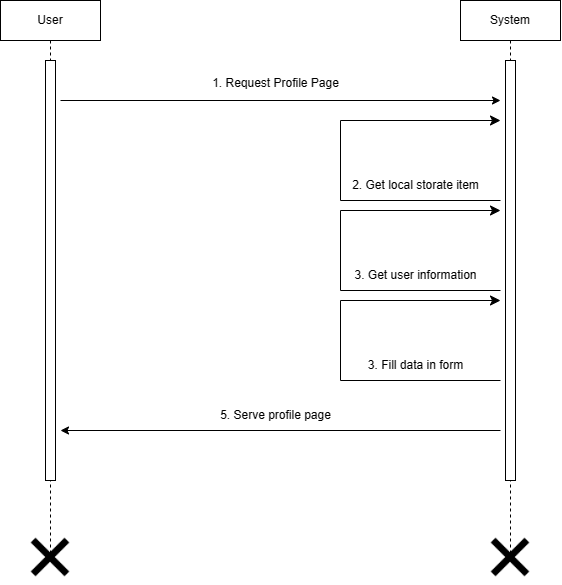 User
System
1. Request Profile Page
2. Get local storate item
3. Get user information
3. Fill data in form
5. Serve profile page